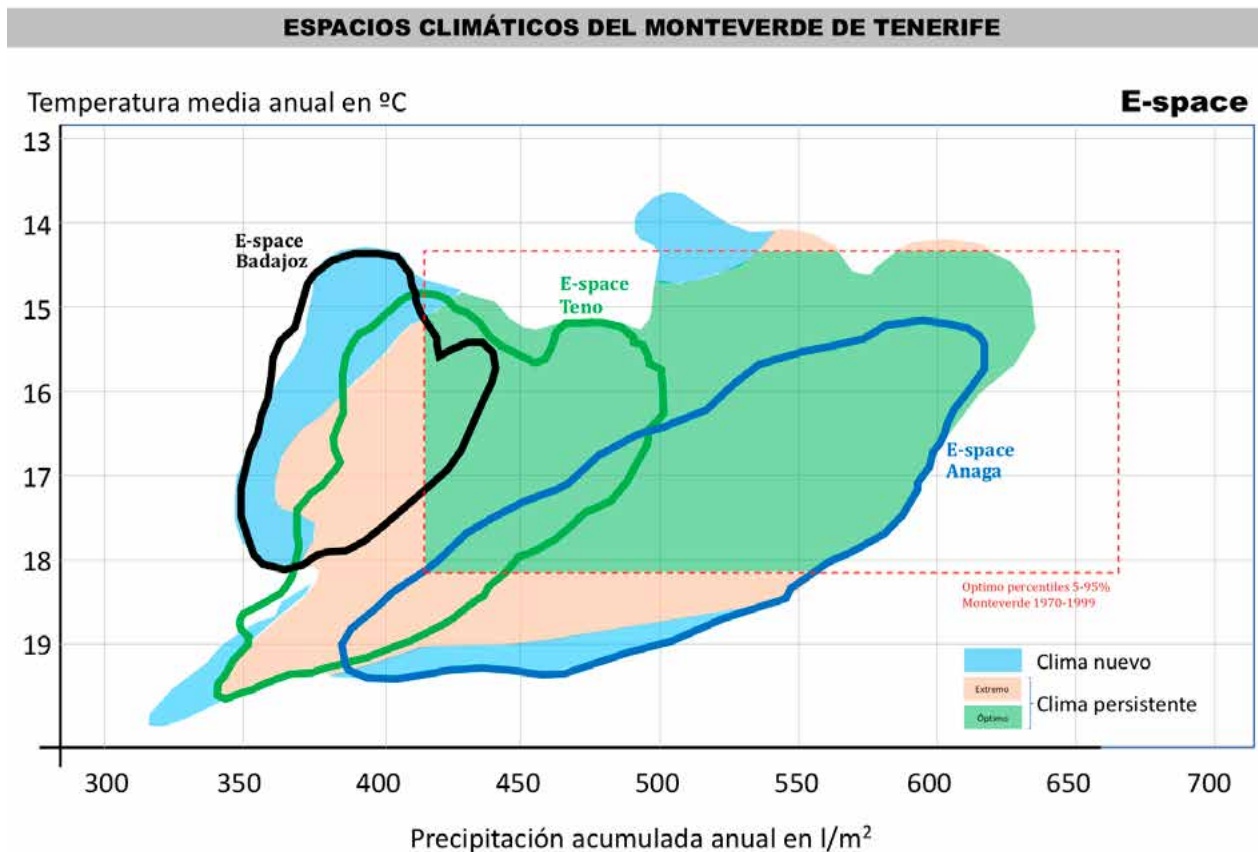 ESPACIOS CLIMÁTICOS DEL MONTEVERDE DE TENERIFE
Temperatura media anual en ºC
E-space
13
14
15
16
17
18
19
E-space
Badajoz
E-space
Teno
E-space
Anaga
Optimo percentiles 5-95%
Monteverde 1970-1999
Clima nuevo
Extremo
Óptimo
Clima persistente
300 350 400 450 500 550 600 650 700
Precipitación acumulada anual en l/m²